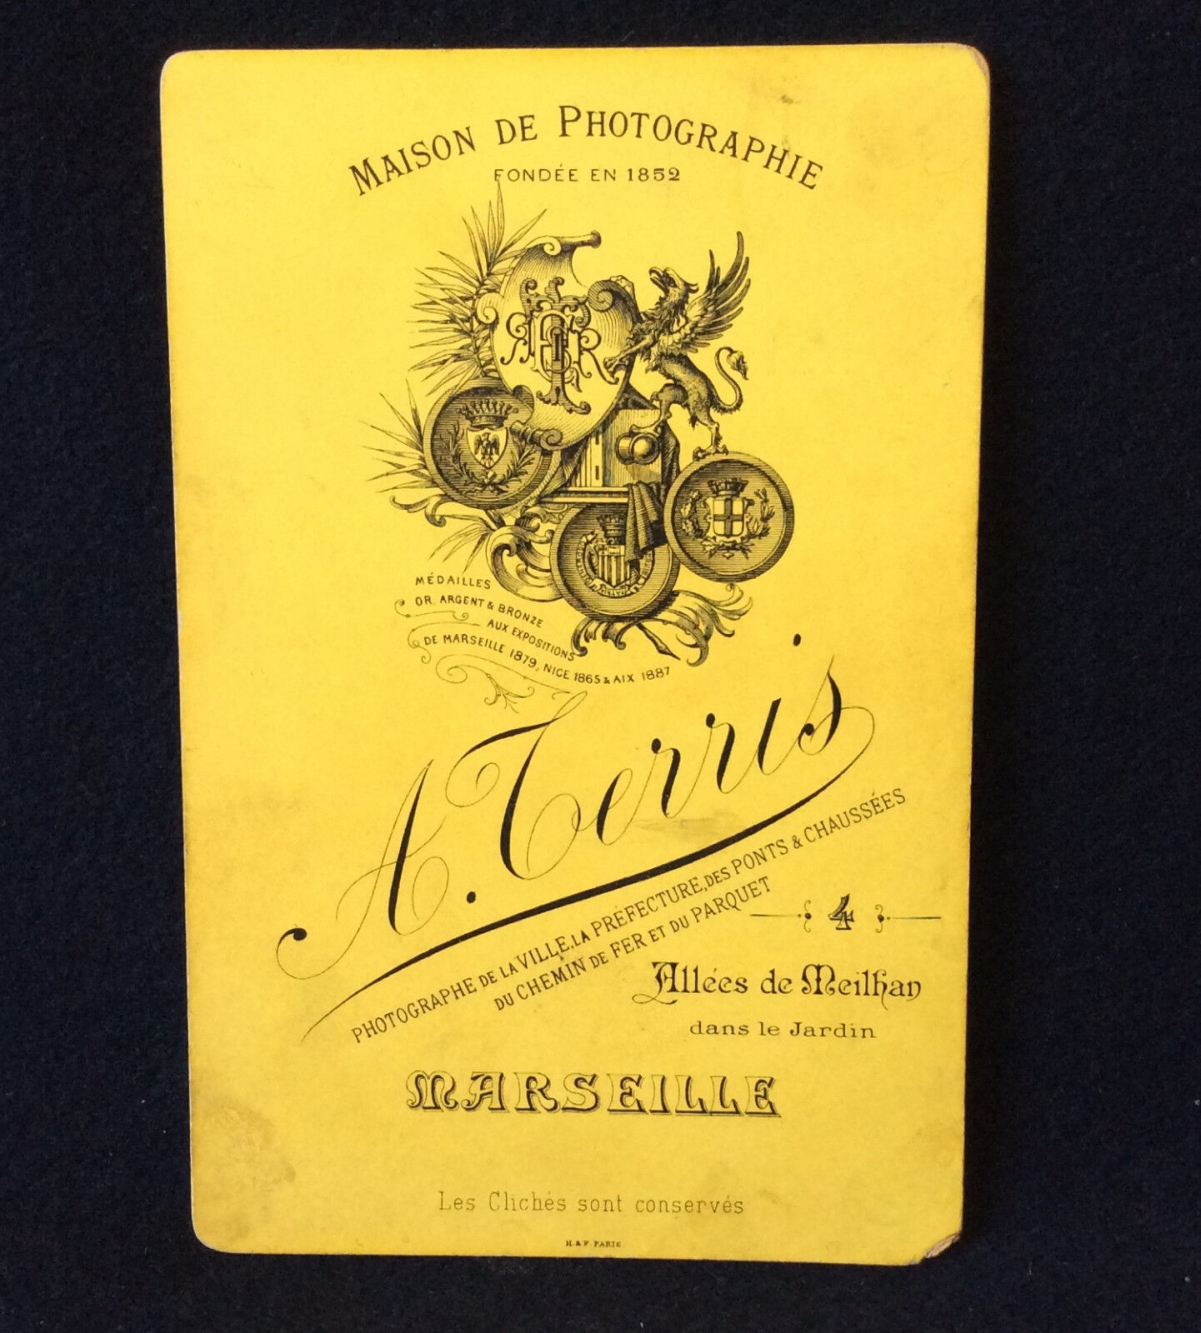 MAISON DE PHOTOGRAPHIE
FONDÉE EN 1852
MÉDAILLES
OR, ARGENT & BRONZE
AUX EXPOSITIONS
DE MARSEILLE 1879, NICE 1865 & AIX 1887
A. Terris
PHOTOGRAPHE DE LA VILLE, LA PRÉFECTURE, DES PONTS & CHAUSSÉES
DU CHEMIN DE FER ET DU PARQUET
4
Allées de Meilhan
dans le Jardin
MARSEILLE
Les Clichés sont conservés
H. & F. PARIS